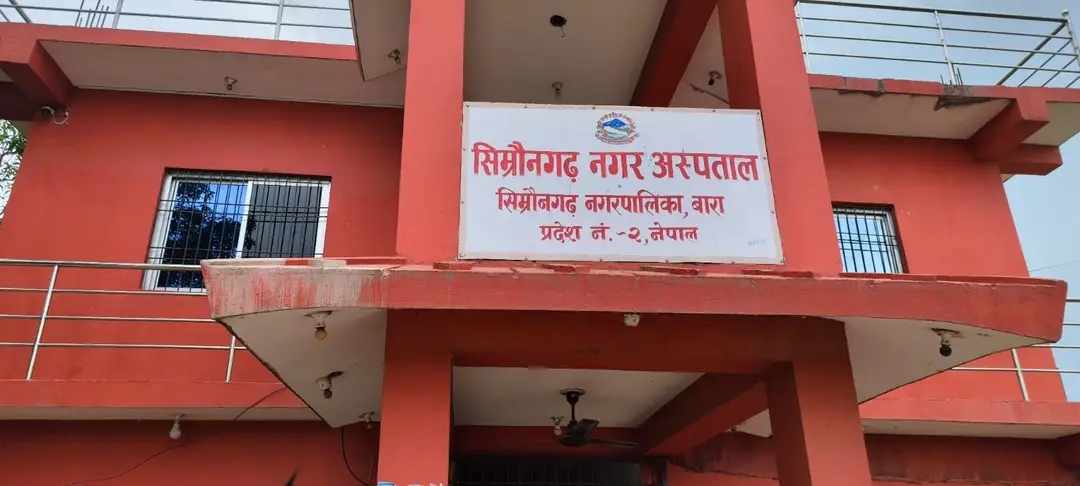 सिम्रौनगढ़ नगर अस्पताल
सिम्रौनगढ़ नगरपालिका, बारा
प्रदेश नं.-२, नेपाल